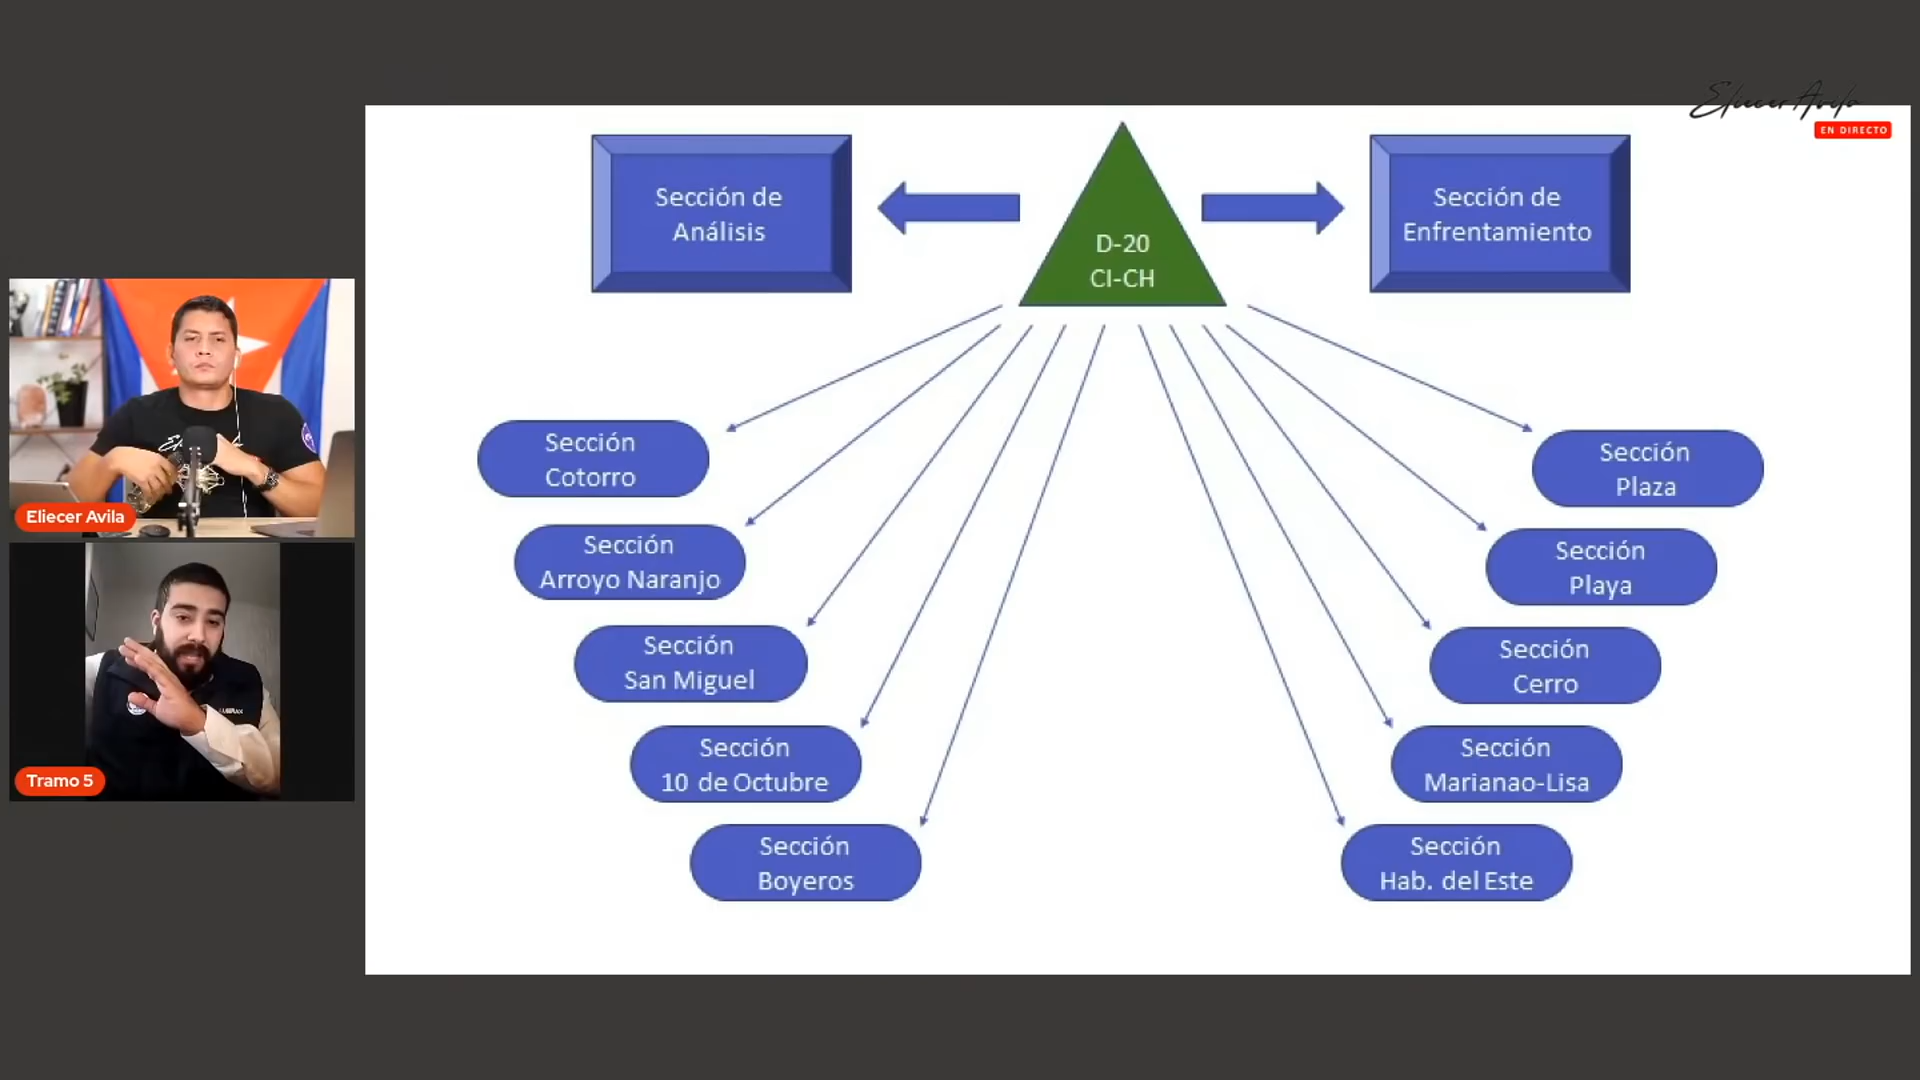 Eliecer Avila
EN DIRECTO
Sección de
Análisis
D-20
CI-CH
Sección de
Enfrentamiento
Sección
Cotorro
Sección
Plaza
Sección
Arroyo Naranjo
Sección
Playa
Sección
San Miguel
Sección
Cerro
Sección
10 de Octubre
Sección
Marianao-Lisa
Sección
Boyeros
Sección
Hab. del Este
Eliecer Avila
Tramo 5